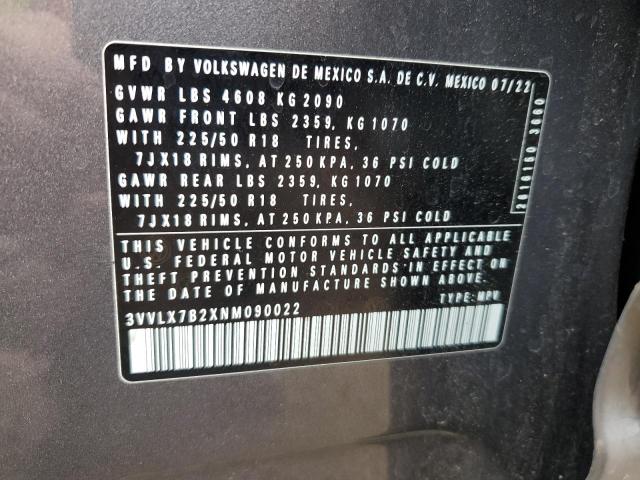 MFD BY VOLKSWAGEN DE MEXICO S.A. DE C.V. MEXICO 07/22
GVWR LBS 4608 KG 2090
GAWR FRONT LBS 2359, KG 1070
WITH 225/50 R18 TIRES,
7JX18 RIMS, AT 250 KPA, 36 PSI COLD
GAWR REAR LBS 2359, KG 1070
WITH 225/50 R18 TIRES,
7JX18 RIMS, AT 250 KPA, 36 PSI COLD
THIS VEHICLE CONFORMS TO ALL APPLICABLE
U.S. FEDERAL MOTOR VEHICLE SAFETY AND
THEFT PREVENTION STANDARDS IN EFFECT ON
THE DATE OF MANUFACTURE SHOWN ABOVE.
3VVLX7B2XNM090022 TYPE: MPV
2616160 3660